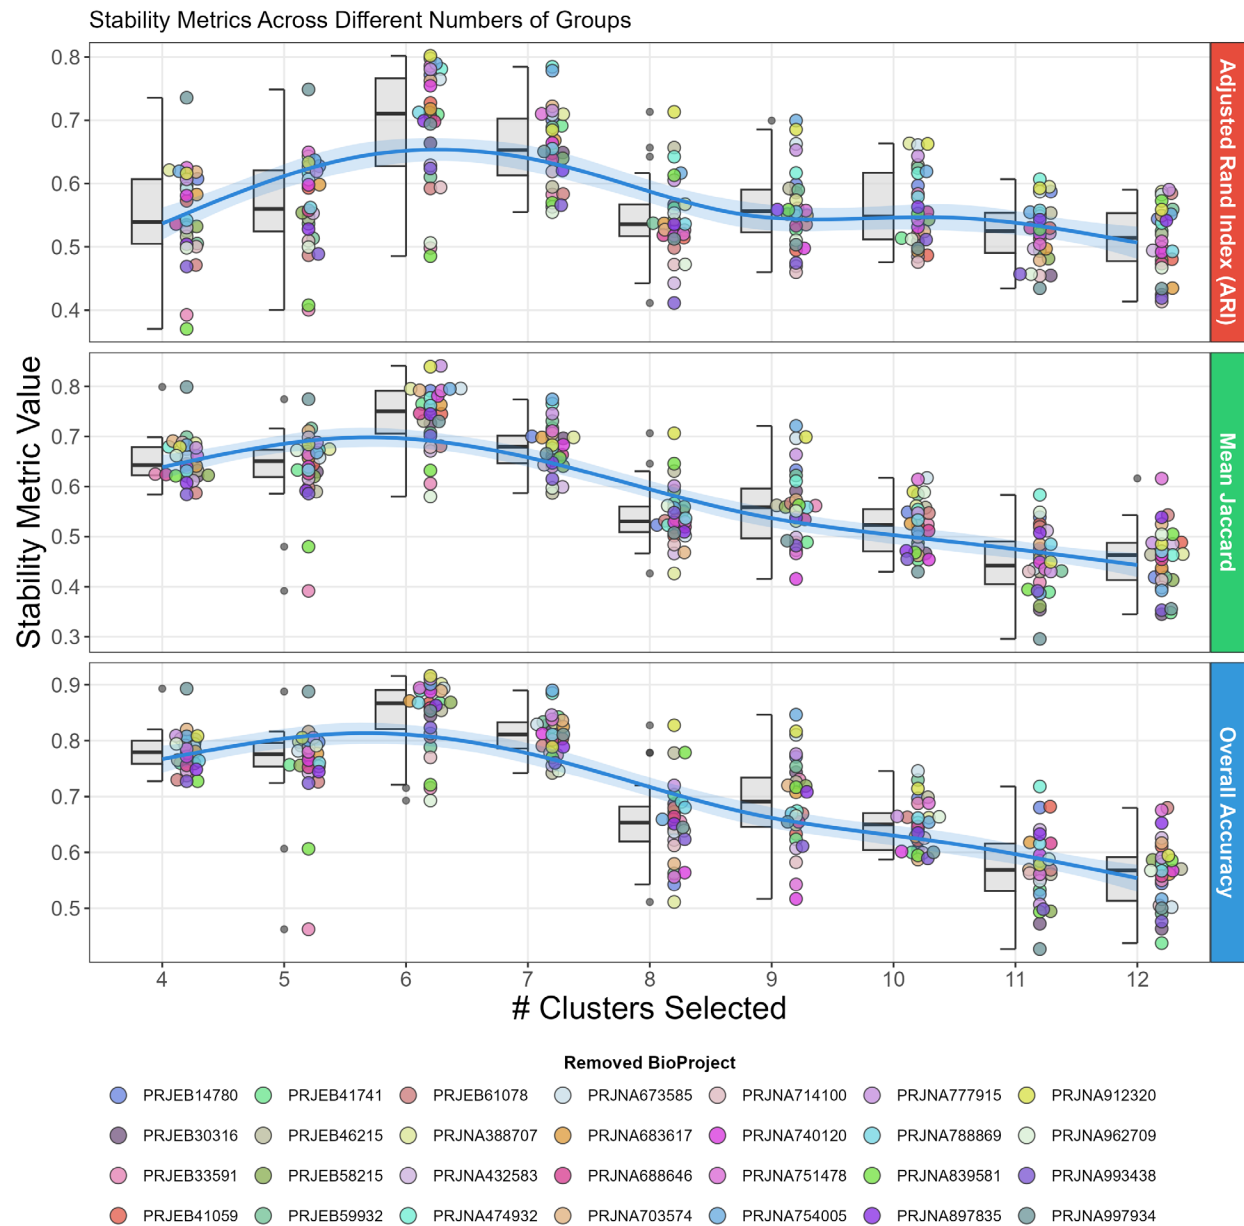 Stability Metrics Across Different Numbers of Groups
Stability Metric Value
0.8
0.7
0.6
0.5
0.4
Adjusted Rand Index (ARI)
0.8
0.7
0.6
0.5
0.4
0.3
Mean Jaccard
0.9
0.8
0.7
0.6
0.5
Overall Accuracy
4 5 6 7 8 9 10 11 12
# Clusters Selected
Removed BioProject
PRJEB14780 PRJEB41741 PRJEB61078 PRJNA673585 PRJNA714100 PRJNA777915 PRJNA912320
PRJEB30316 PRJEB46215 PRJNA388707 PRJNA683617 PRJNA740120 PRJNA788869 PRJNA962709
PRJEB33591 PRJEB58215 PRJNA432583 PRJNA688646 PRJNA751478 PRJNA839581 PRJNA993438
PRJEB41059 PRJEB59932 PRJNA474932 PRJNA703574 PRJNA754005 PRJNA897835 PRJNA997934